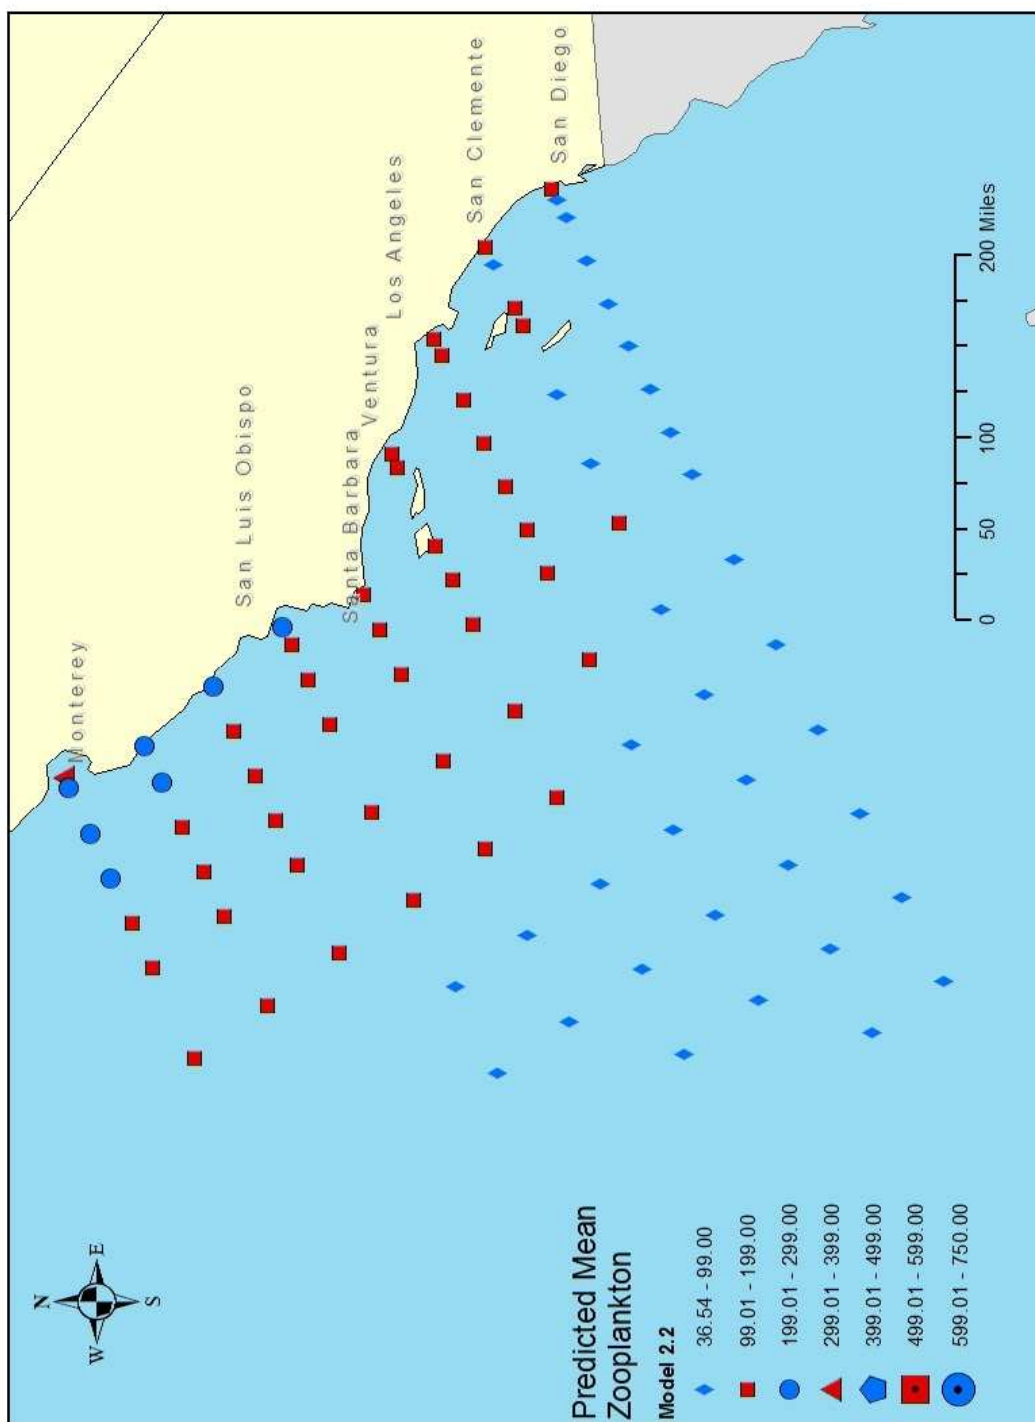 Monterey
San Luis Obispo
Santa Barbara
Ventura
Los Angeles
San Clemente
San Diego
N
W
E
S
Predicted Mean
Zooplankton
Model 2.2
36.54 - 99.00
99.01 - 199.00
199.01 - 299.00
299.01 - 399.00
399.01 - 499.00
499.01 - 599.00
599.01 - 750.00
0 50 100 200 Miles